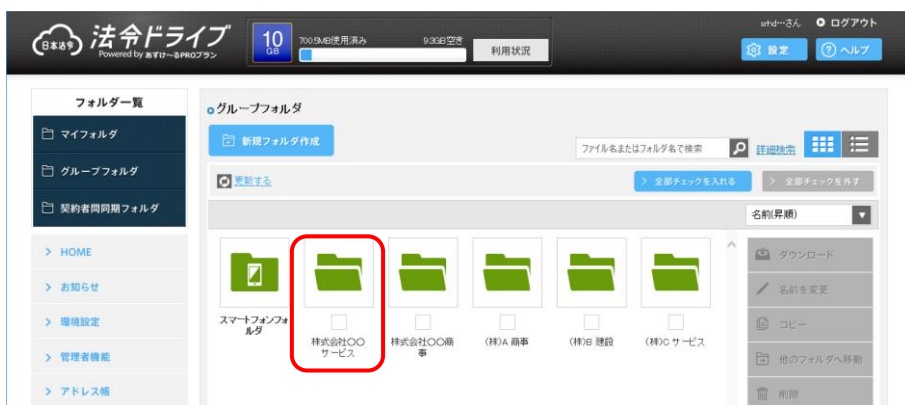 日本法令 法令ドライブ
Powered by あずけ～るPROプラン
10
GB
700.5MB使用済み 9.3GB空き
利用状況
srhd…さん ログアウト
設定 ヘルプ
フォルダ一覧
マイフォルダ
グループフォルダ
契約者間同期フォルダ
HOME
お知らせ
環境設定
管理者機能
アドレス帳
グループフォルダ
新規フォルダ作成
ファイル名またはフォルダ名で検索 詳細検索
更新する
全部チェックを入れる 全部チェックを外す
名前(昇順)
スマートフォンフォ
ルダ
株式会社〇〇
サービス
株式会社〇〇商
事
(株)A 商事
(株)B 建設
(株)C サービス
ダウンロード
名前を変更
コピー
他のフォルダへ移動
削除